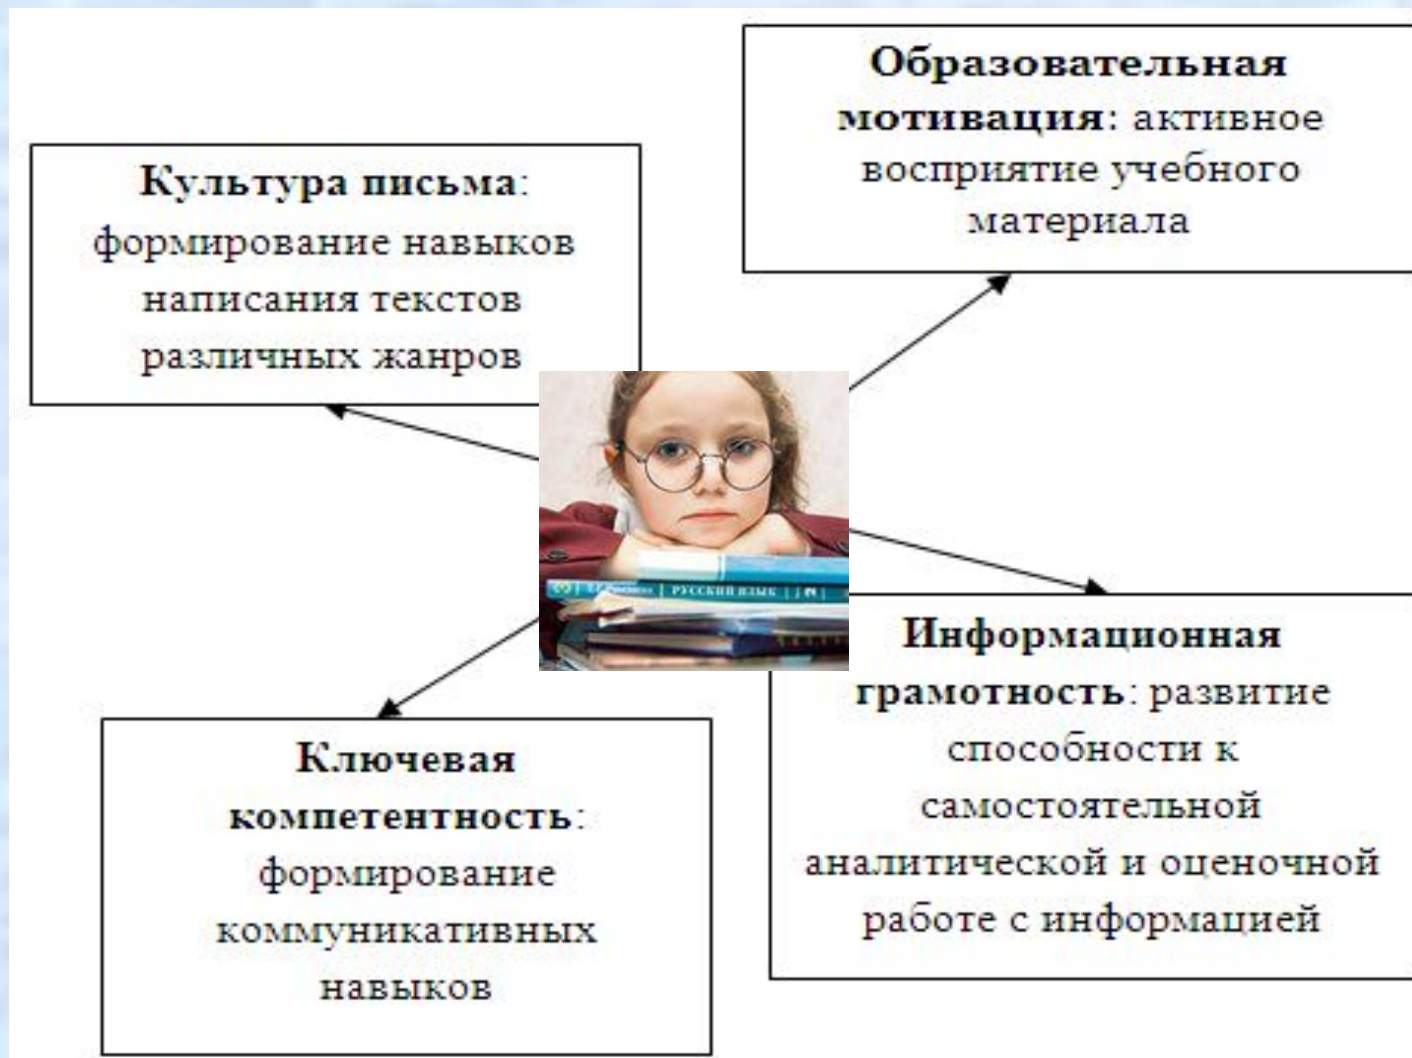 Образовательная
мотивация: активное
восприятие учебного
материала
Культура письма:
формирование навыков
написания текстов
различных жанров
РУССКИЙ ЯЗЫК
2
Информационная
грамотность: развитие
способности к
самостоятельной
аналитической и оценочной
работе с информацией
Ключевая
компетентность:
формирование
коммуникативных
навыков